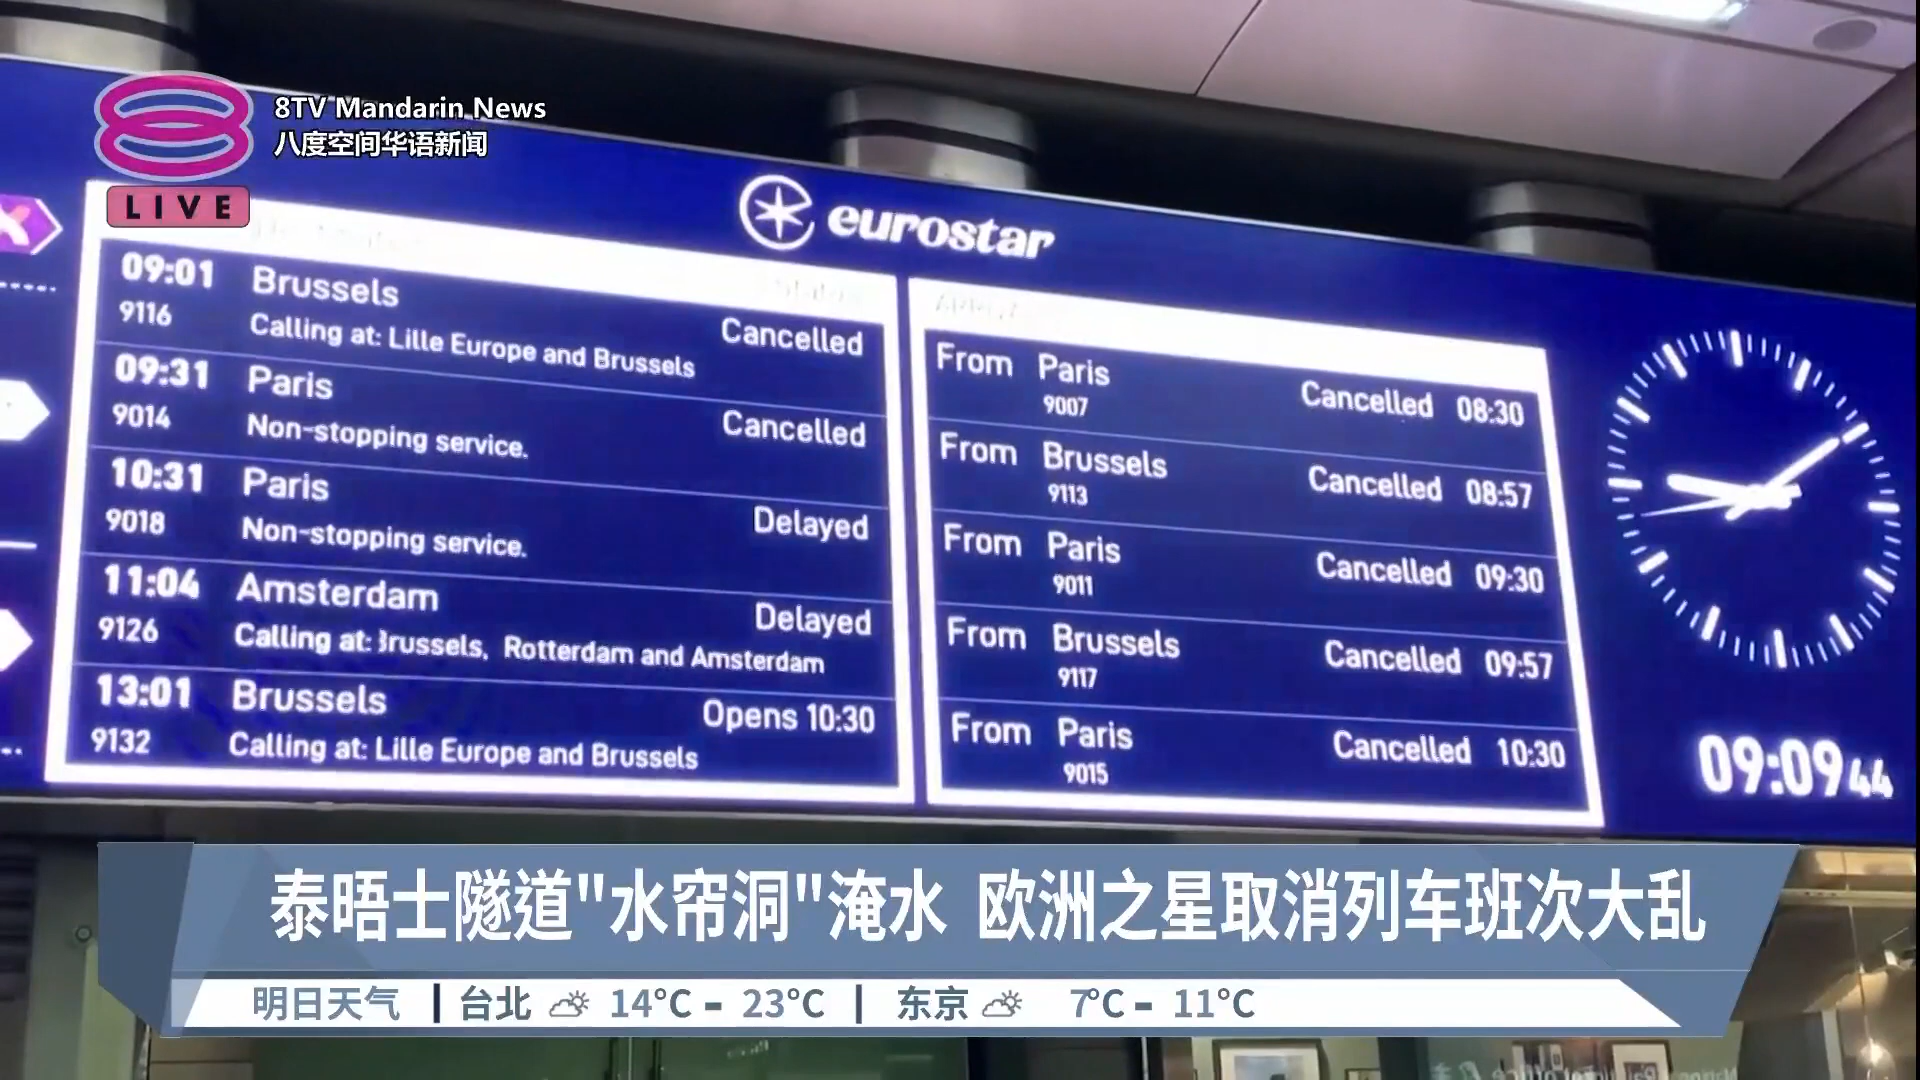 8TV Mandarin News
八度空间华语新闻
LIVE
eurostar
09:01 Brussels
9116 Calling at: Lille Europe and Brussels Cancelled
09:31 Paris
9014 Non-stopping service. Cancelled
10:31 Paris
9018 Non-stopping service. Delayed
11:04 Amsterdam
9126 Calling at: Brussels, Rotterdam and Amsterdam Delayed
13:01 Brussels Opens 10:30
9132 Calling at: Lille Europe and Brussels
From Paris Cancelled 08:30
9007
From Brussels Cancelled 08:57
9113
From Paris Cancelled 09:30
9011
From Brussels Cancelled 09:57
9117
From Paris Cancelled 10:30
9015
09:09 44
泰晤士隧道"水帘洞"淹水 欧洲之星取消列车班次大乱
明日天气 | 台北 14°C - 23°C | 东京 7°C - 11°C